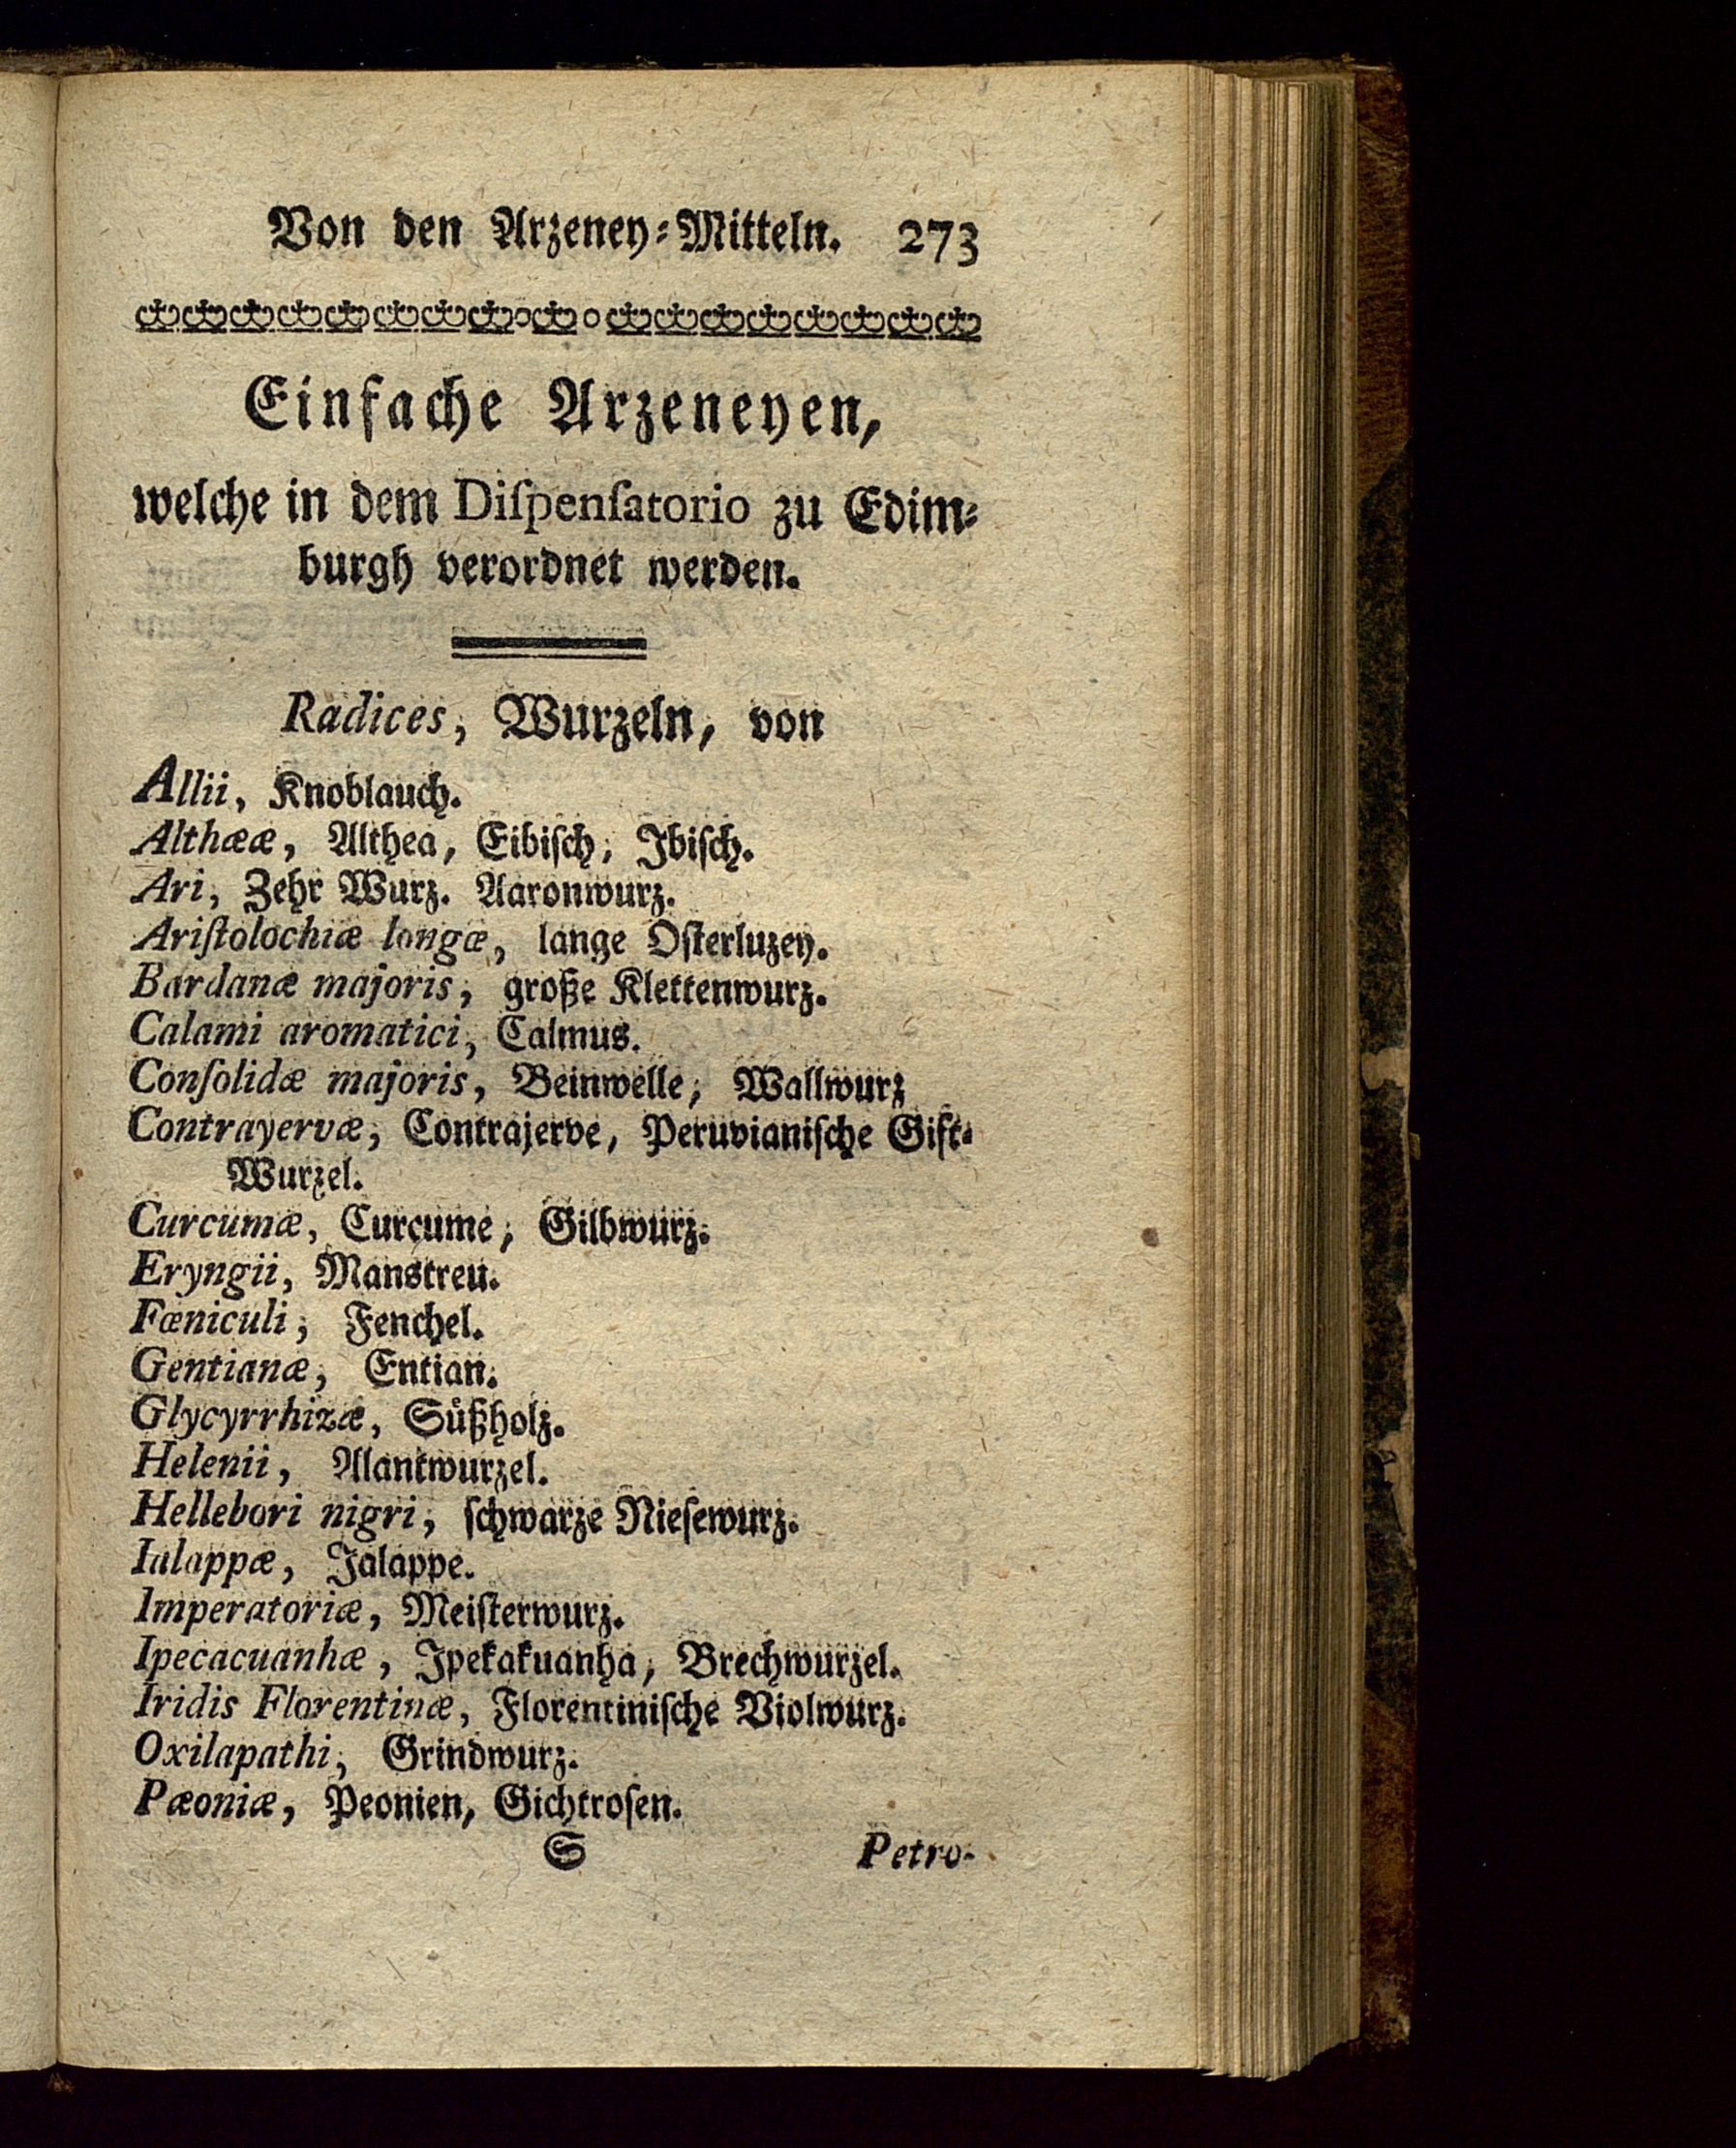 Von den Arzeney-Mitteln. 273
Einfache Arzeneyen,
welche in dem Diſpenſatorio zu Edim-
burgh verordnet werden.
Radices, Wurzeln, von
Allii, Knoblauch.
Althææ, Althea, Eibiſch, Ibiſch.
Ari, Zehr Wurz. Aaronwurz.
Ariſtolochiæ longæ, lange Oſterluzey.
Bardanæ majoris, große Klettenwurz.
Calami aromatici, Calmus.
Conſolidæ majoris, Beinwelle, Wallwurz
Contrayervæ, Contrajerve, Peruvianiſche Gift-
Wurzel.
Curcumæ, Curcume, Gilbwurz.
Eryngii, Manstreu.
Fœniculi, Fenchel.
Gentianæ, Entian.
Glycyrrhizæ, Süßholz.
Helenii, Alantwurzel.
Hellebori nigri, ſchwarze Nieſewurz.
Ialappæ, Jalappe.
Imperatoriæ, Meiſterwurz.
Ipecacuanhæ, Ipekakuanha, Brechwurzel.
Iridis Florentinæ, Florentiniſche Violwurz.
Oxilapathi, Grindwurz.
Pæoniæ, Peonien, Gichtroſen.
S Petro-